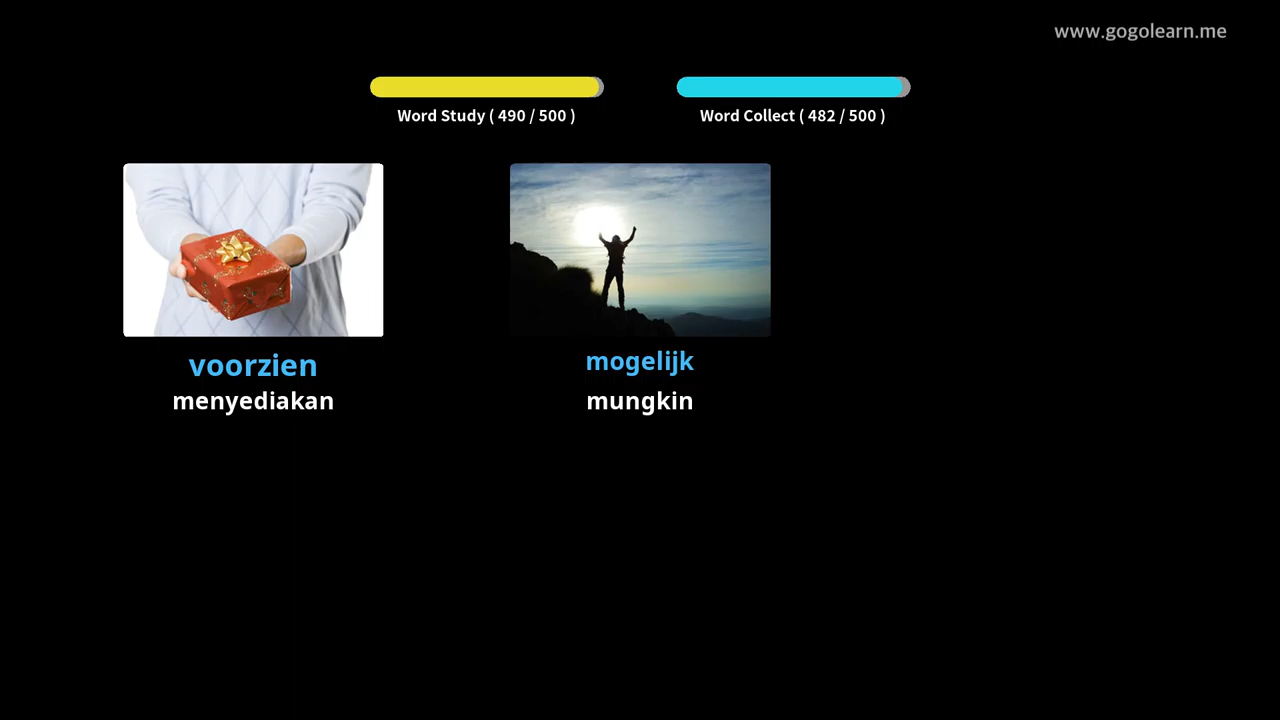 www.gogolearn.me
Word Study ( 490 / 500 )
Word Collect ( 482 / 500 )
voorzien
menyediakan
mogelijk
mungkin